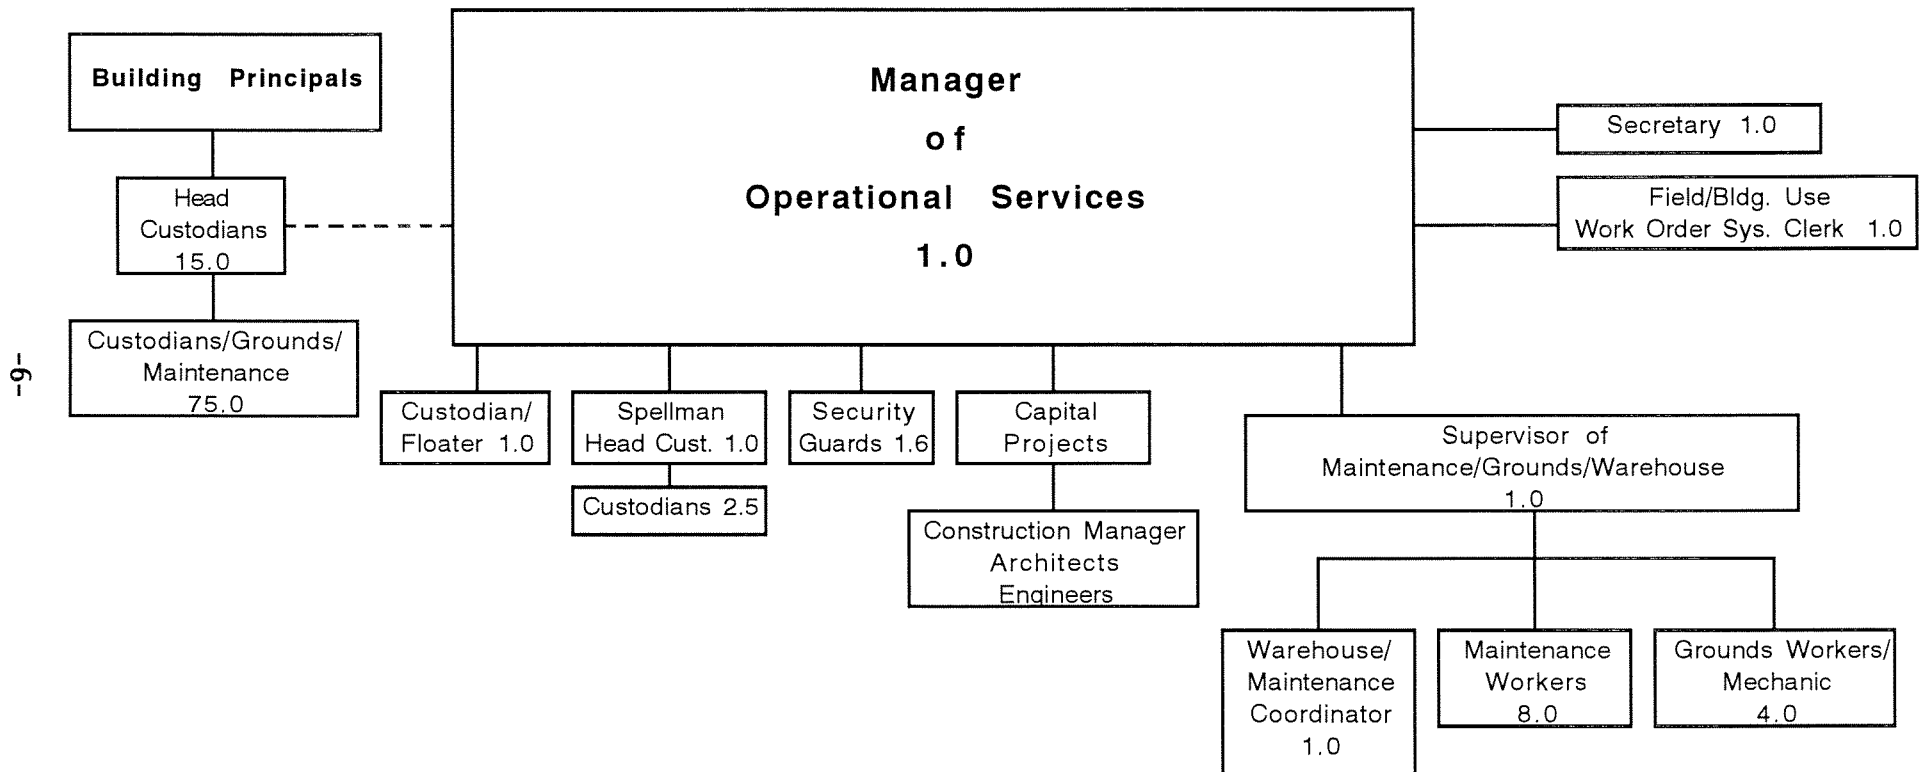 Building Principals
Head
Custodians
15.0
Custodians/Grounds/
Maintenance
75.0
Manager
of
Operational Services
1.0
Secretary 1.0
Field/Bldg. Use
Work Order Sys. Clerk 1.0
Custodian/
Floater 1.0
Spellman
Head Cust. 1.0
Custodians 2.5
Security
Guards 1.6
Capital
Projects
Construction Manager
Architects
Engineers
Supervisor of
Maintenance/Grounds/Warehouse
1.0
Warehouse/
Maintenance
Coordinator
1.0
Maintenance
Workers
8.0
Grounds Workers/
Mechanic
4.0
-9-